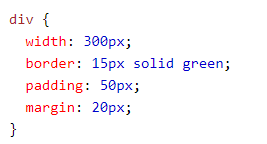 div {
  width: 300px;
  border: 15px solid green;
  padding: 50px;
  margin: 20px;
}